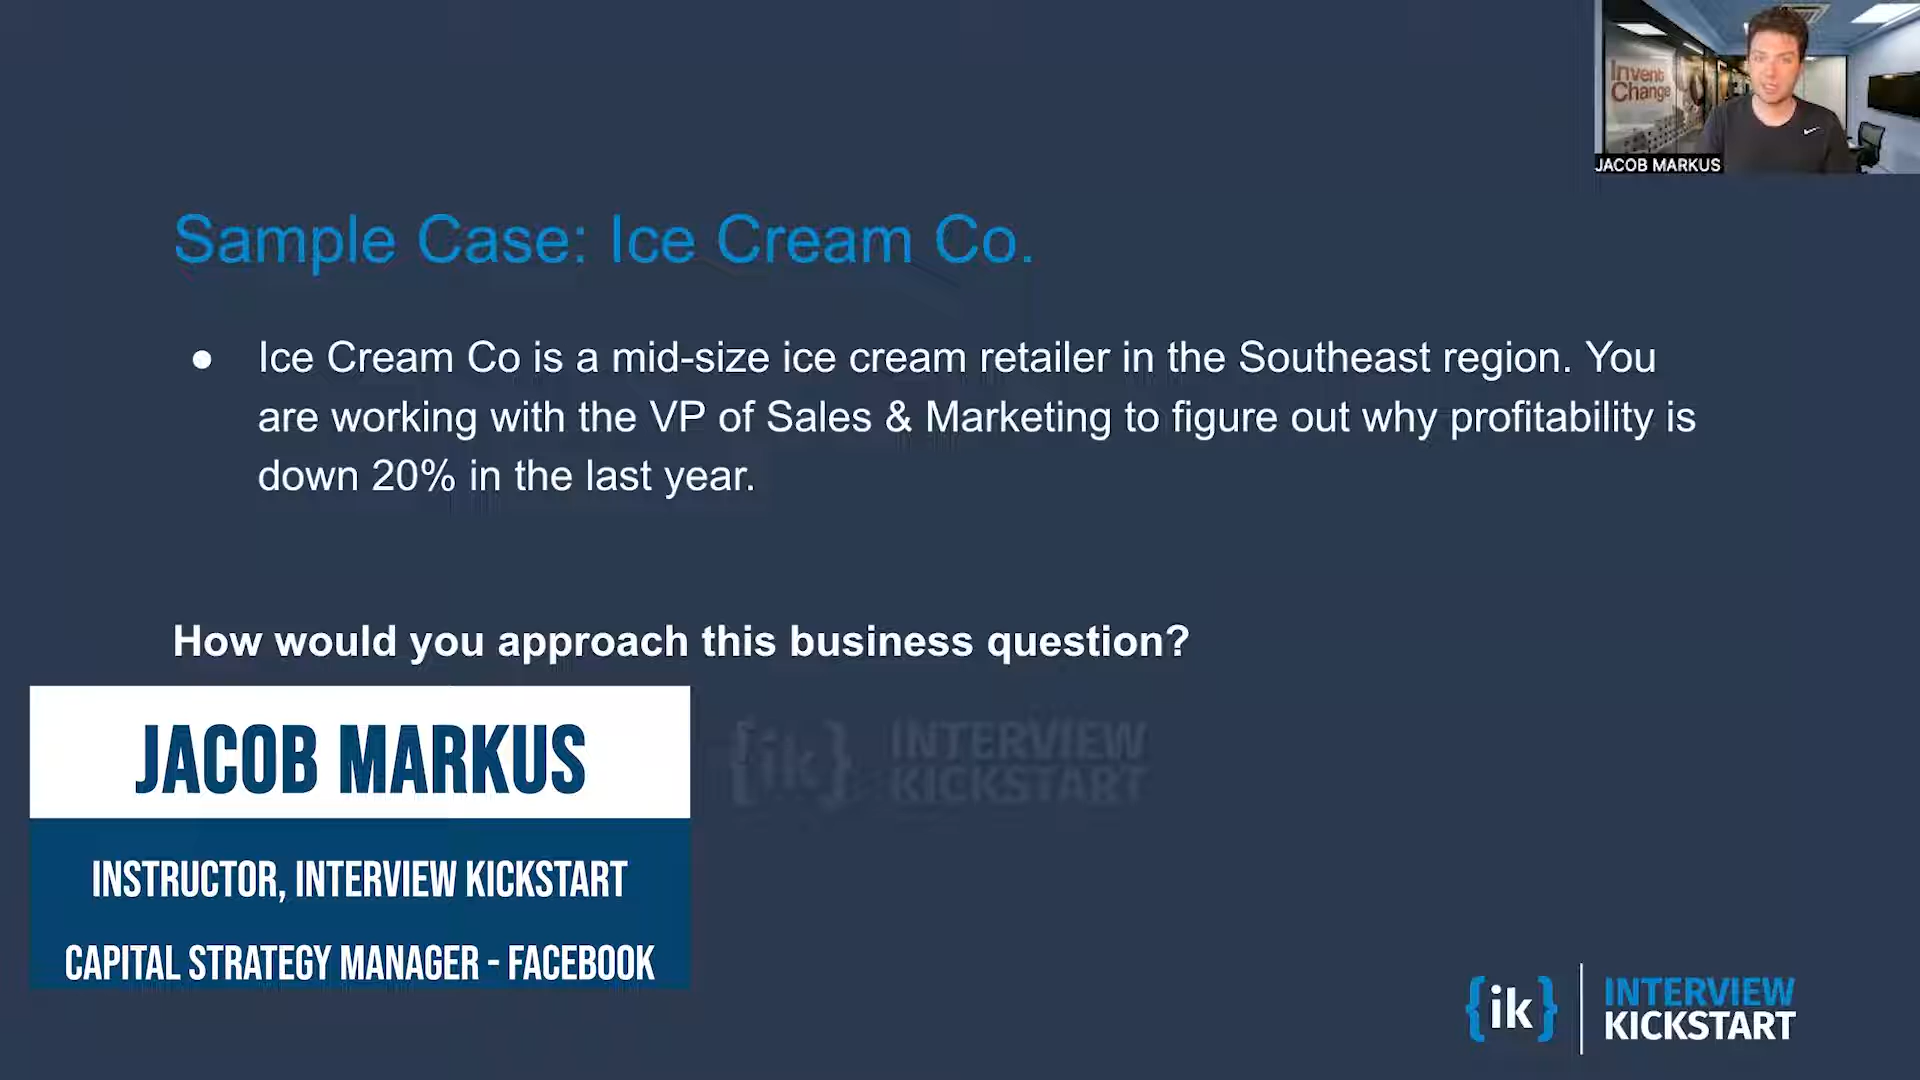 Invent
Change
JACOB MARKUS
Sample Case: Ice Cream Co.
● Ice Cream Co is a mid-size ice cream retailer in the Southeast region. You
are working with the VP of Sales & Marketing to figure out why profitability is
down 20% in the last year.
How would you approach this business question?
JACOB MARKUS
INSTRUCTOR, INTERVIEW KICKSTART
CAPITAL STRATEGY MANAGER - FACEBOOK
{ik} INTERVIEW
KICKSTART
{ik} INTERVIEW
KICKSTART